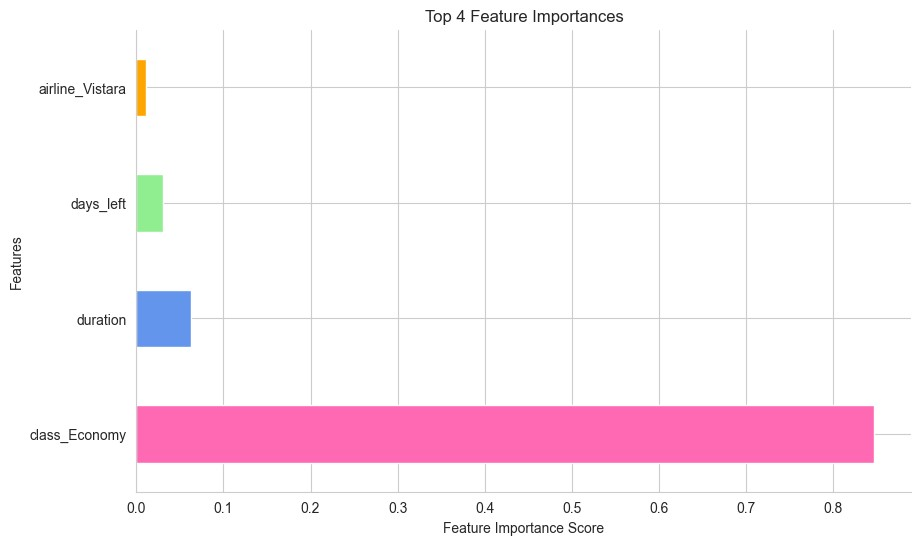 Top 4 Feature Importances
airline_Vistara
days_left
duration
class_Economy
Features
0.0 0.1 0.2 0.3 0.4 0.5 0.6 0.7 0.8
Feature Importance Score